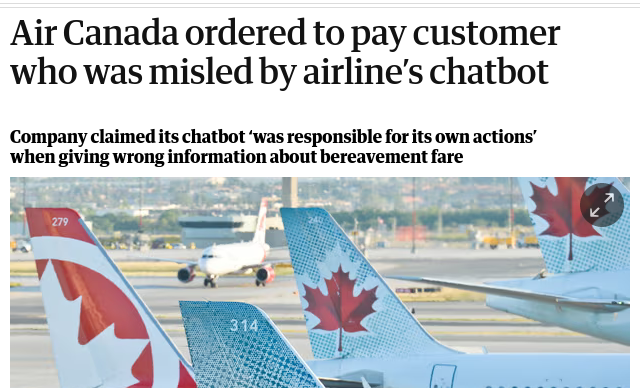 Air Canada ordered to pay customer
who was misled by airline’s chatbot
Company claimed its chatbot ‘was responsible for its own actions’
when giving wrong information about bereavement fare
279
314